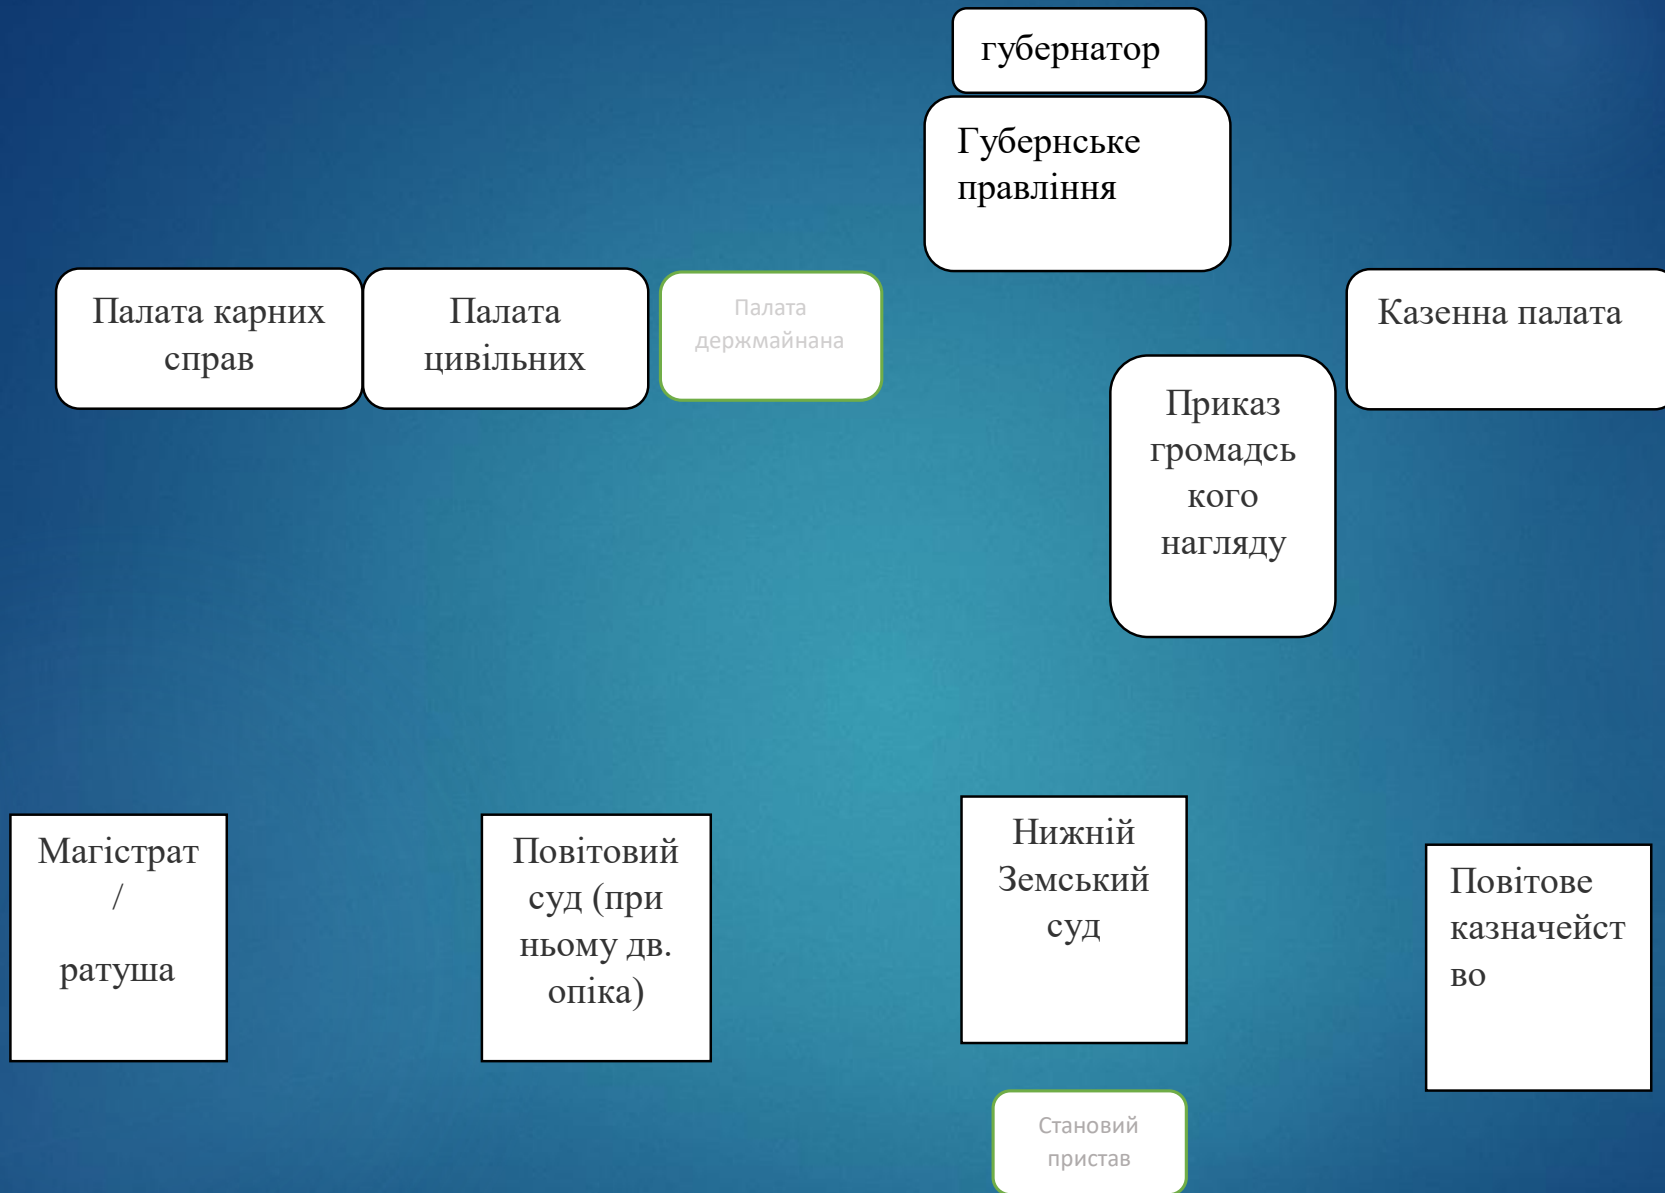 губернатор
Губернське
правління
Палата карних
справ
Палата
цивільних
Палата
держмайнана
Казенна палата
Приказ
громадсь
кого
нагляду
Магістрат
/
ратуша
Повітовий
суд (при
ньому дв.
опіка)
Нижній
Земський
суд
Повітове
казначейст
во
Становий
пристав